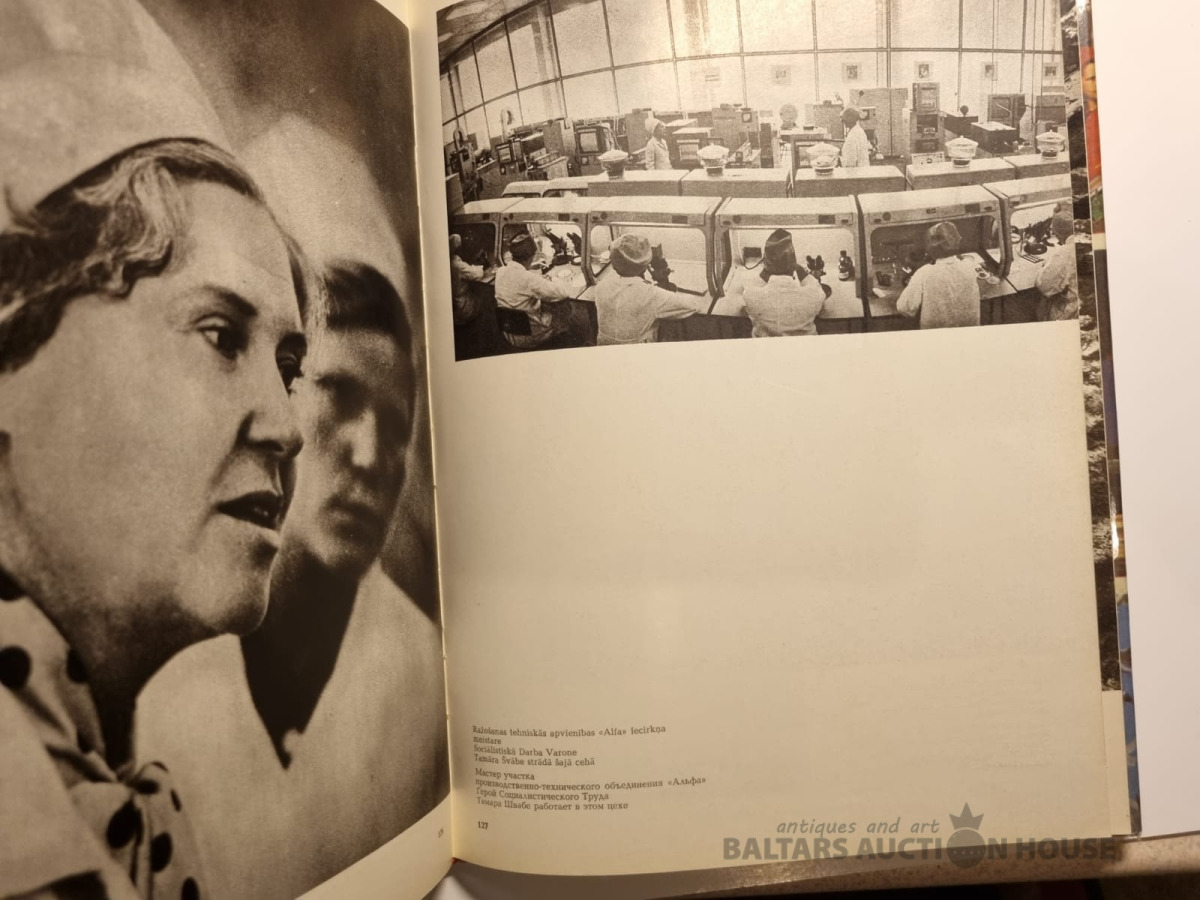 Ražošanas tehniskās apvienības «Alfa» iecirkņa
meistare
Sociālistiskā Darba Varone
Tamāra Švābe strādā šajā cehā
Мастер участка
производственно-технического объединения «Альфа»
Герой Социалистического Труда
Тамара Швабе работает в этом цехе
127
antiques and art
BALTARS AUCTION HOUSE